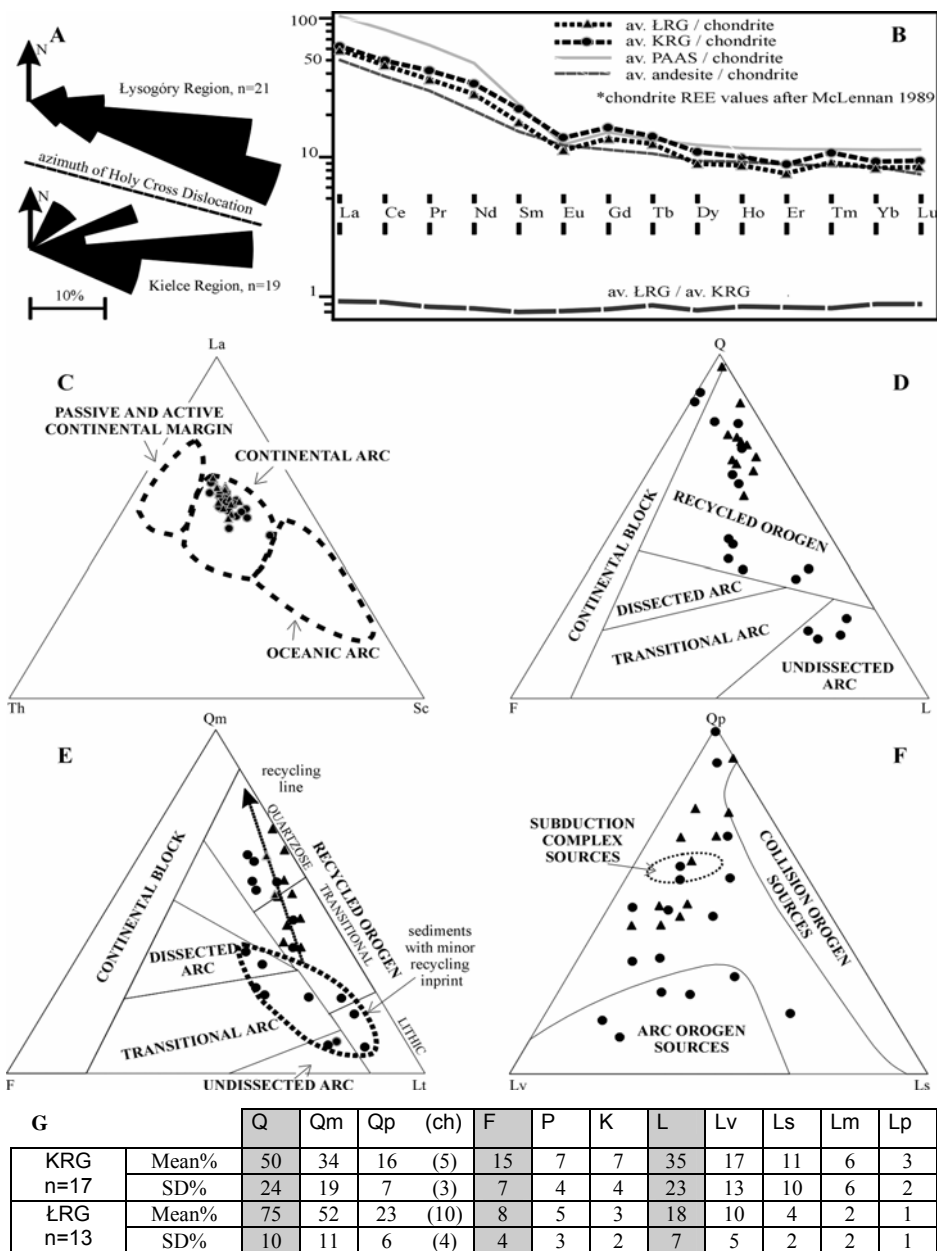 A
N
Łysogóry Region, n=21
azimuth of Holy Cross Dislocation
N
Kielce Region, n=19
10%
B
100
50
10
1
av. ŁRG / chondrite
av. KRG / chondrite
av. PAAS / chondrite
av. andesite / chondrite
*chondrite REE values after McLennan 1989
La Ce Pr Nd Sm Eu Gd Tb Dy Ho Er Tm Yb Lu
av. ŁRG / av. KRG
C
La
PASSIVE AND ACTIVE
CONTINENTAL MARGIN
CONTINENTAL ARC
OCEANIC ARC
Th
Sc
D
Q
CONTINENTAL BLOCK
RECYCLED OROGEN
DISSECTED ARC
TRANSITIONAL ARC
UNDISSECTED
ARC
F
L
E
Qm
recycling
line
CONTINENTAL BLOCK
QUARTZOSE
RECYCLED OROGEN
TRANSITIONAL
DISSECTED
ARC
sediments
with minor
recycling
inprint
TRANSITIONAL ARC
LITHIC
UNDISSECTED ARC
F
Lt
F
Qp
SUBDUCTION
COMPLEX
SOURCES
COLLISION OROGEN
SOURCES
ARC OROGEN
SOURCES
Lv
Ls
G
Q Qm Qp (ch) F P K L Lv Ls Lm Lp
KRG Mean% 50 34 16 (5) 15 7 7 35 17 11 6 3
n=17 SD% 24 19 7 (3) 7 4 4 23 13 10 6 2
ŁRG Mean% 75 52 23 (10) 8 5 3 18 10 4 2 1
n=13 SD% 10 11 6 (4) 4 3 2 7 5 2 2 1